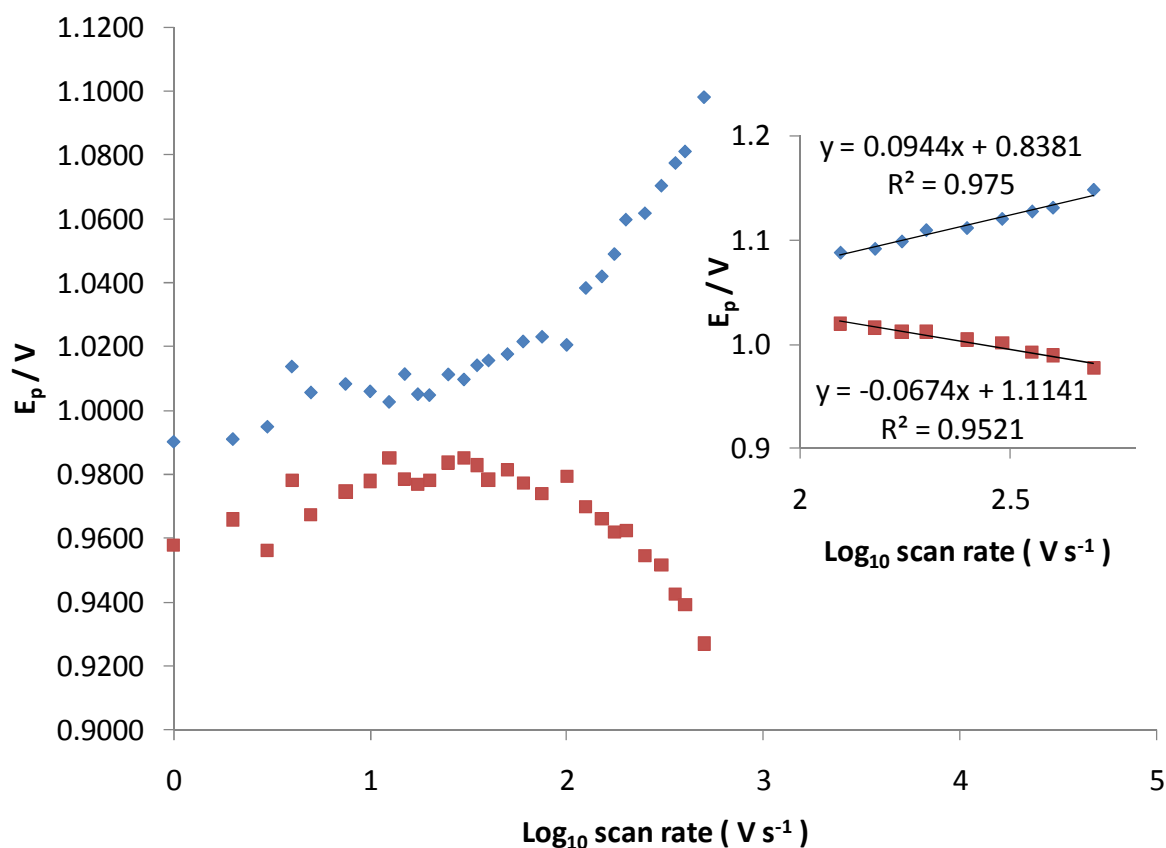 1.1200
1.1000
1.0800
1.0600
1.0400
1.0200
1.0000
0.9800
0.9600
0.9400
0.9200
0.9000
Eₚ / V
0 1 2 3 4 5
Log₁₀ scan rate ( V s⁻¹ )
1.2
1.1
1.0
0.9
Eₚ / V
y = 0.0944x + 0.8381
R² = 0.975
y = -0.0674x + 1.1141
R² = 0.9521
2 2.5
Log₁₀ scan rate ( V s⁻¹ )